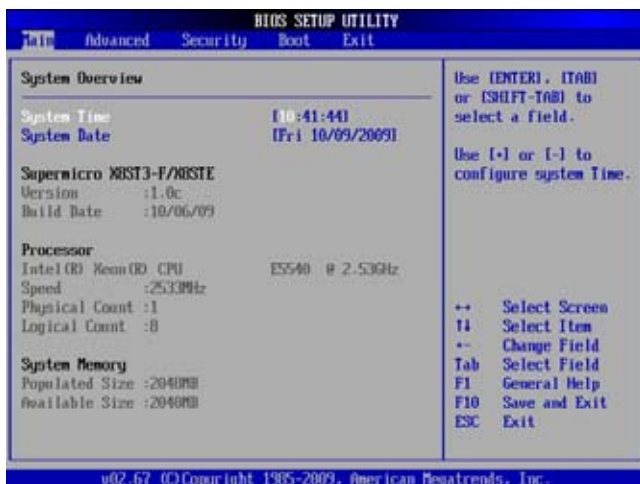 BIOS SETUP UTILITY
Main Advanced Security Boot Exit
System Overview
System Time [10:41:44]
System Date [Fri 10/09/2009]
Supermicro X8ST3-F/X8STE
Version :1.0c
Build Date :10/06/09
Processor
Intel(R) Xeon(R) CPU E5540 @ 2.53GHz
Speed :2533MHz
Physical Count :1
Logical Count :8
System Memory
Populated Size :2048MB
Available Size :2048MB
Use [ENTER], [TAB]
or [SHIFT-TAB] to
select a field.
Use [+] or [-] to
configure system Time.
↔ Select Screen
↑↓ Select Item
+- Change Field
Tab Select Field
F1 General Help
F10 Save and Exit
ESC Exit
v02.67 (C)Copyright 1985-2009, American Megatrends, Inc.